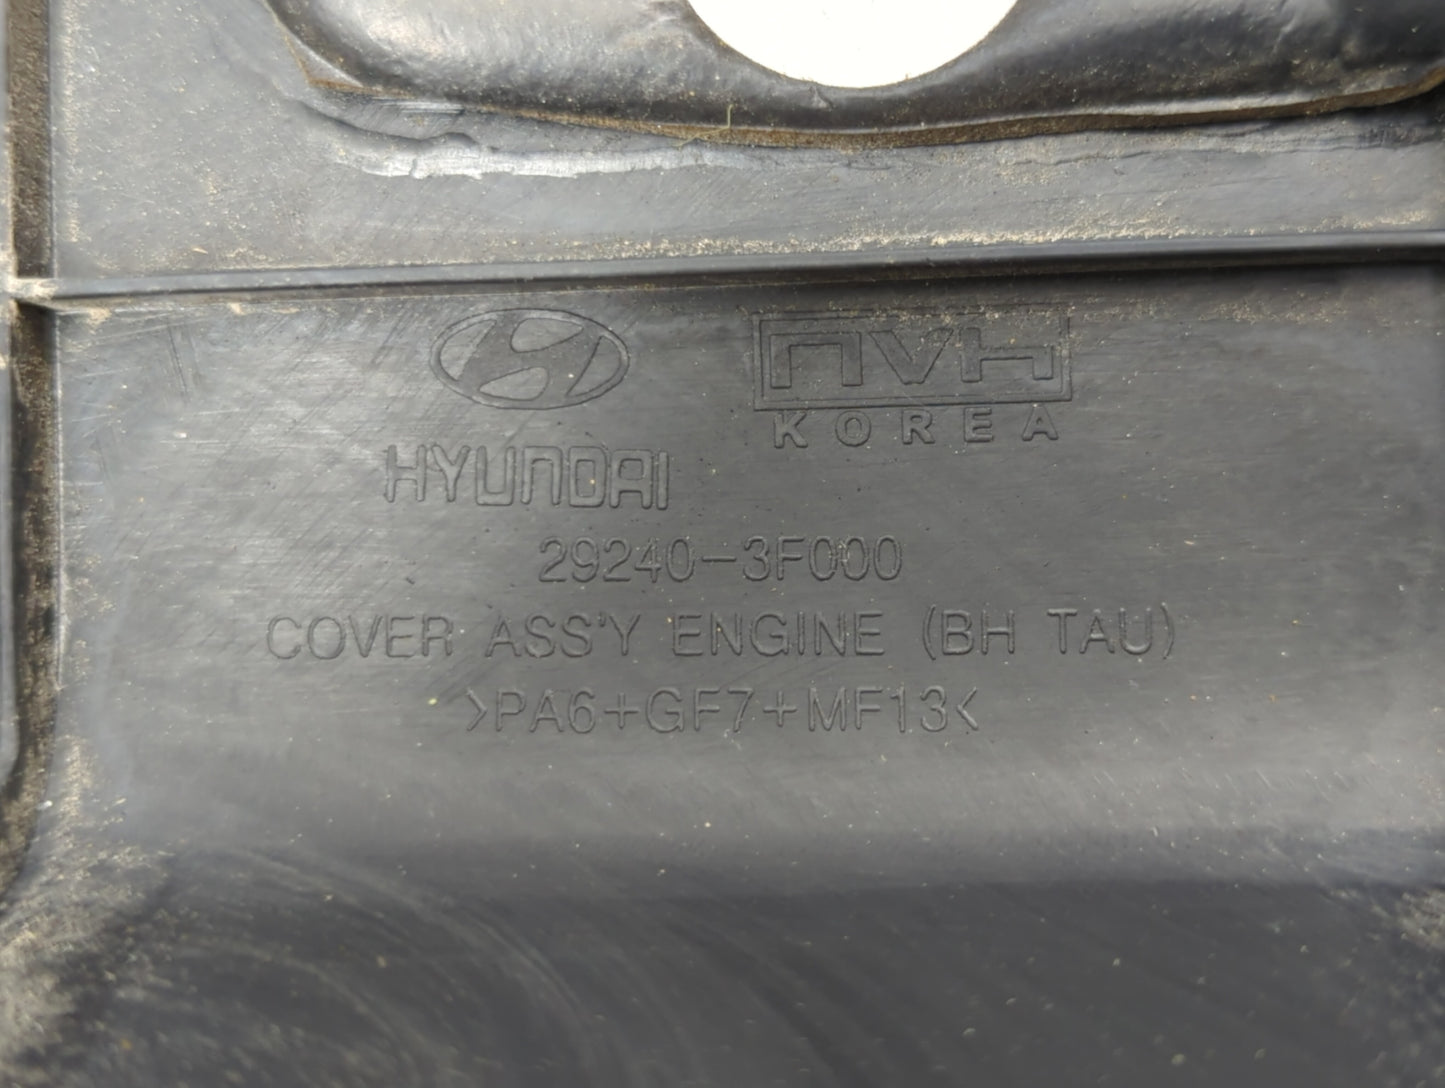 NVH
KOREA
HYUNDAI
29240-3F000
COVER ASS'Y ENGINE (BH TAU)
>PA6+GF7+MF13<